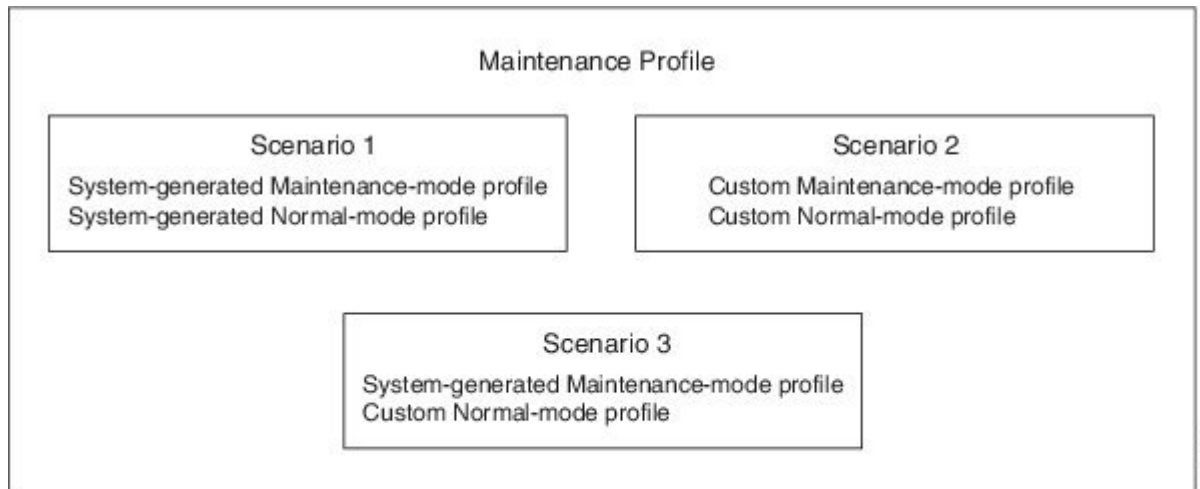 Maintenance Profile
Scenario 1
System-generated Maintenance-mode profile
System-generated Normal-mode profile
Scenario 2
Custom Maintenance-mode profile
Custom Normal-mode profile
Scenario 3
System-generated Maintenance-mode profile
Custom Normal-mode profile